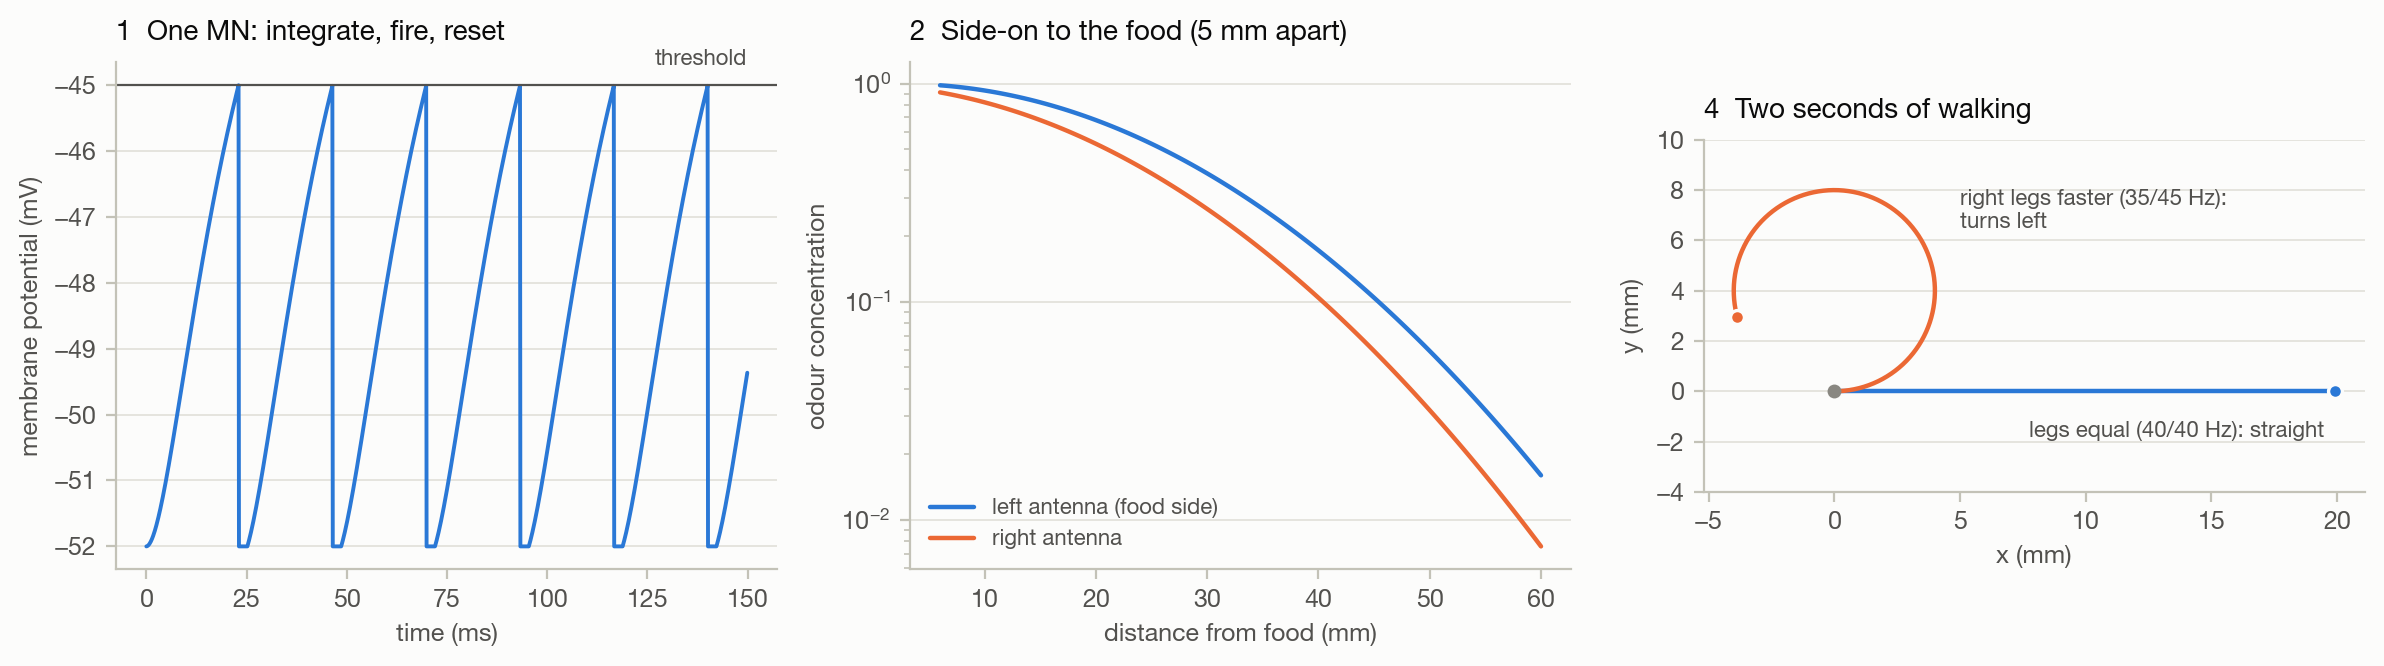 1 One MN: integrate, fire, reset
threshold
−45
−46
−47
−48
−49
−50
−51
−52
membrane potential (mV)
0 25 50 75 100 125 150
time (ms)
2 Side-on to the food (5 mm apart)
10⁰
10⁻¹
10⁻²
odour concentration
left antenna (food side)
right antenna
10 20 30 40 50 60
distance from food (mm)
4 Two seconds of walking
10
8
6
4
2
0
−2
−4
y (mm)
right legs faster (35/45 Hz):
turns left
legs equal (40/40 Hz): straight
−5 0 5 10 15 20
x (mm)